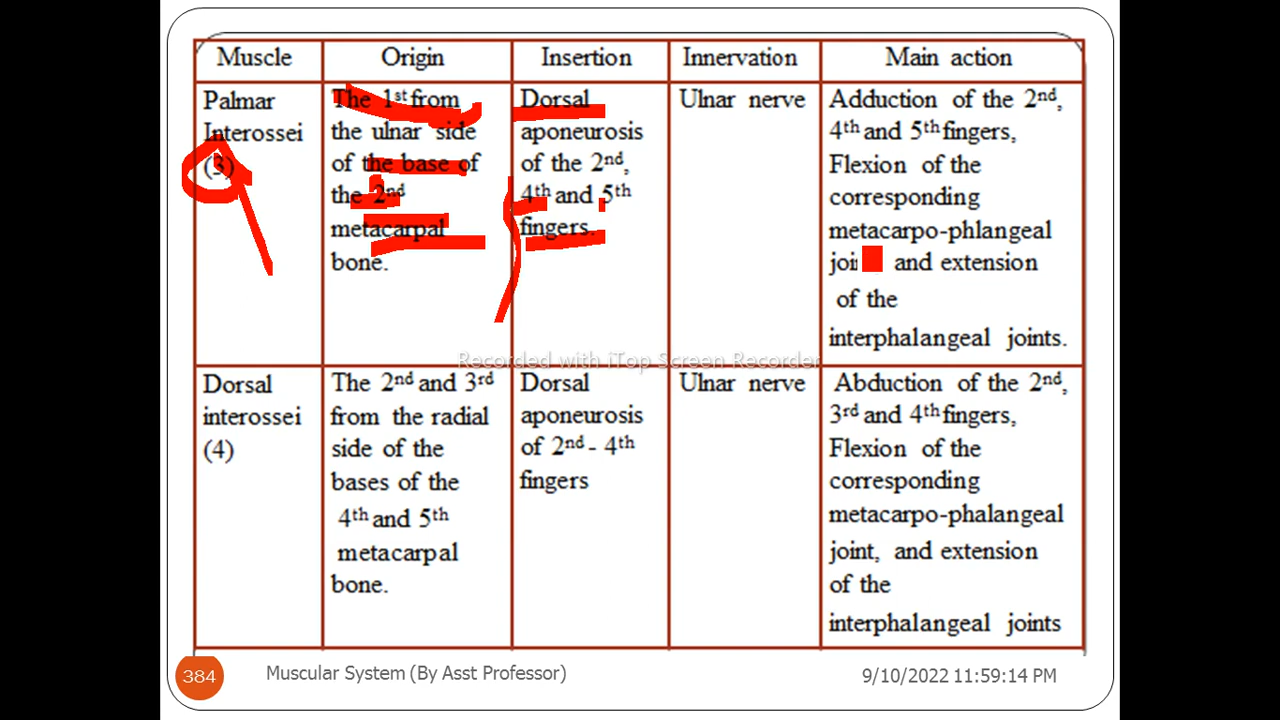 Muscle Origin Insertion Innervation Main action
Palmar
Interossei
(3)
The 1st from
the ulnar side
of the base of
the 2nd
metacarpal
bone.
Dorsal
aponeurosis
of the 2nd,
4th and 5th
fingers.
Ulnar nerve
Adduction of the 2nd,
4th and 5th fingers,
Flexion of the
corresponding
metacarpo-phlangeal
and extension
of the
interphalangeal joints.
Recorded with iTop Screen Recorder
Dorsal
interossei
(4)
The 2nd and 3rd
from the radial
side of the
bases of the
4th and 5th
metacarpal
bone.
Dorsal
aponeurosis
of 2nd - 4th
fingers
Ulnar nerve
Abduction of the 2nd,
3rd and 4th fingers,
Flexion of the
corresponding
metacarpo-phalangeal
joint, and extension
of the
interphalangeal joints
384 Muscular System (By Asst Professor) 9/10/2022 11:59:14 PM